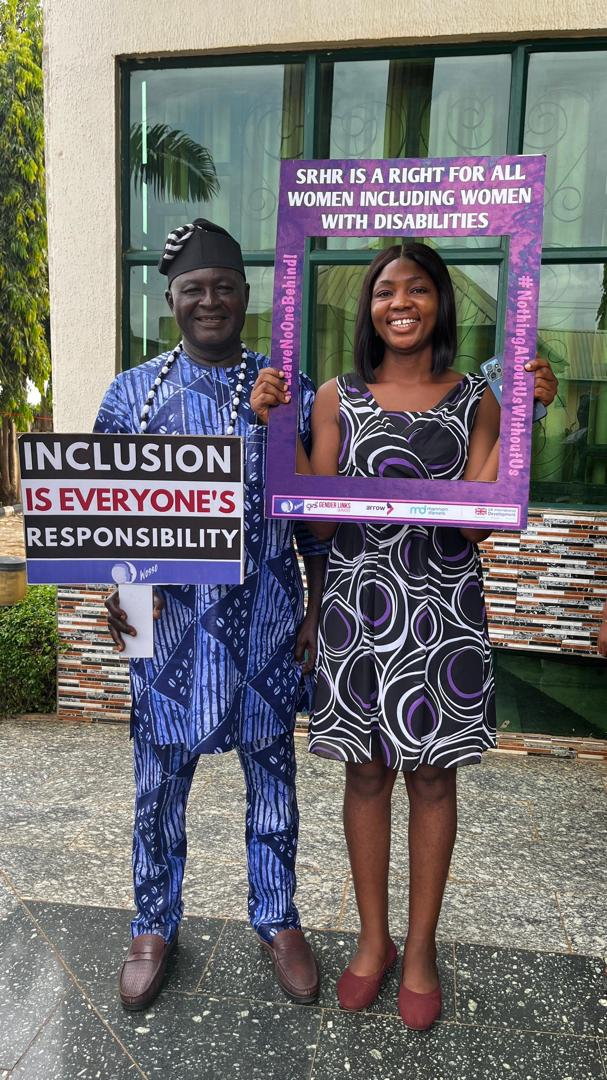 SRHR IS A RIGHT FOR ALL
WOMEN INCLUDING WOMEN
WITH DISABILITIES
#LeaveNoOneBehind!
#NothingAboutUsWithoutUs
GENDER LINKS
arrow
INCLUSION
IS EVERYONE'S
RESPONSIBILITY
Wosso